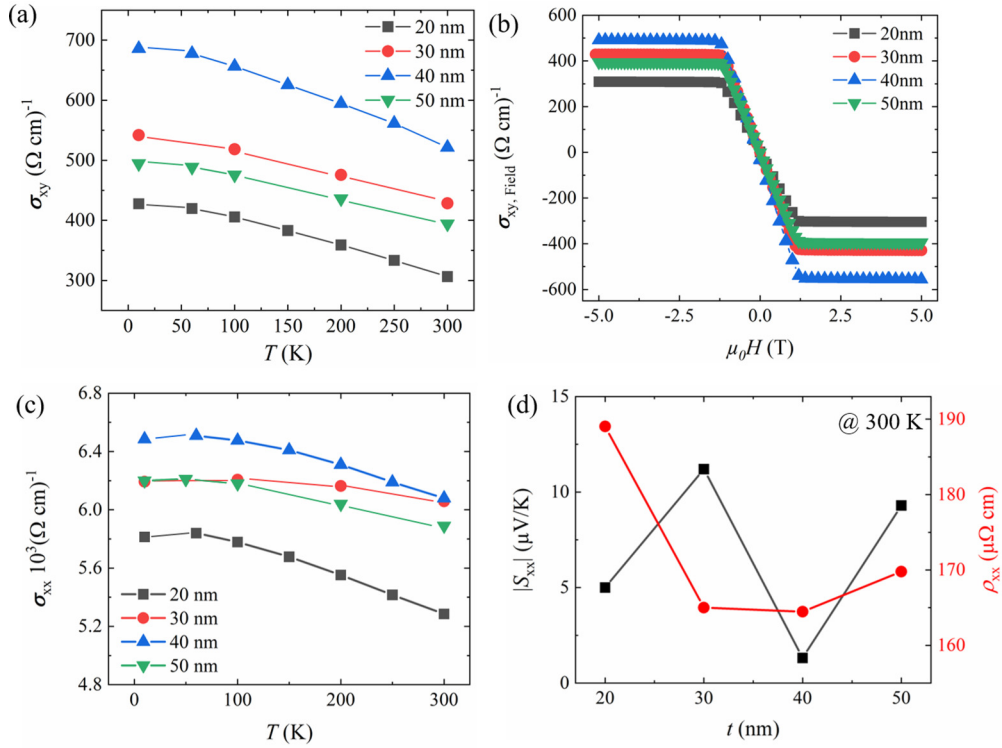 (a)
20 nm
30 nm
40 nm
50 nm
700
600
500
400
300
σxy (Ω cm)-1
0 50 100 150 200 250 300
T (K)
(b)
20nm
30nm
40nm
50nm
600
400
200
0
-200
-400
-600
σxy, Field (Ω cm)-1
-5.0 -2.5 0.0 2.5 5.0
μ0H (T)
(c)
6.8
6.4
6.0
5.6
5.2
4.8
σxx 10³(Ω cm)-1
20 nm
30 nm
40 nm
50 nm
0 50 100 150 200 250 300
T (K)
(d)
@ 300 K
15
10
5
0
|Sxx| (μV/K)
190
180
170
160
ρxx (μΩ cm)
20 30 40 50
t (nm)